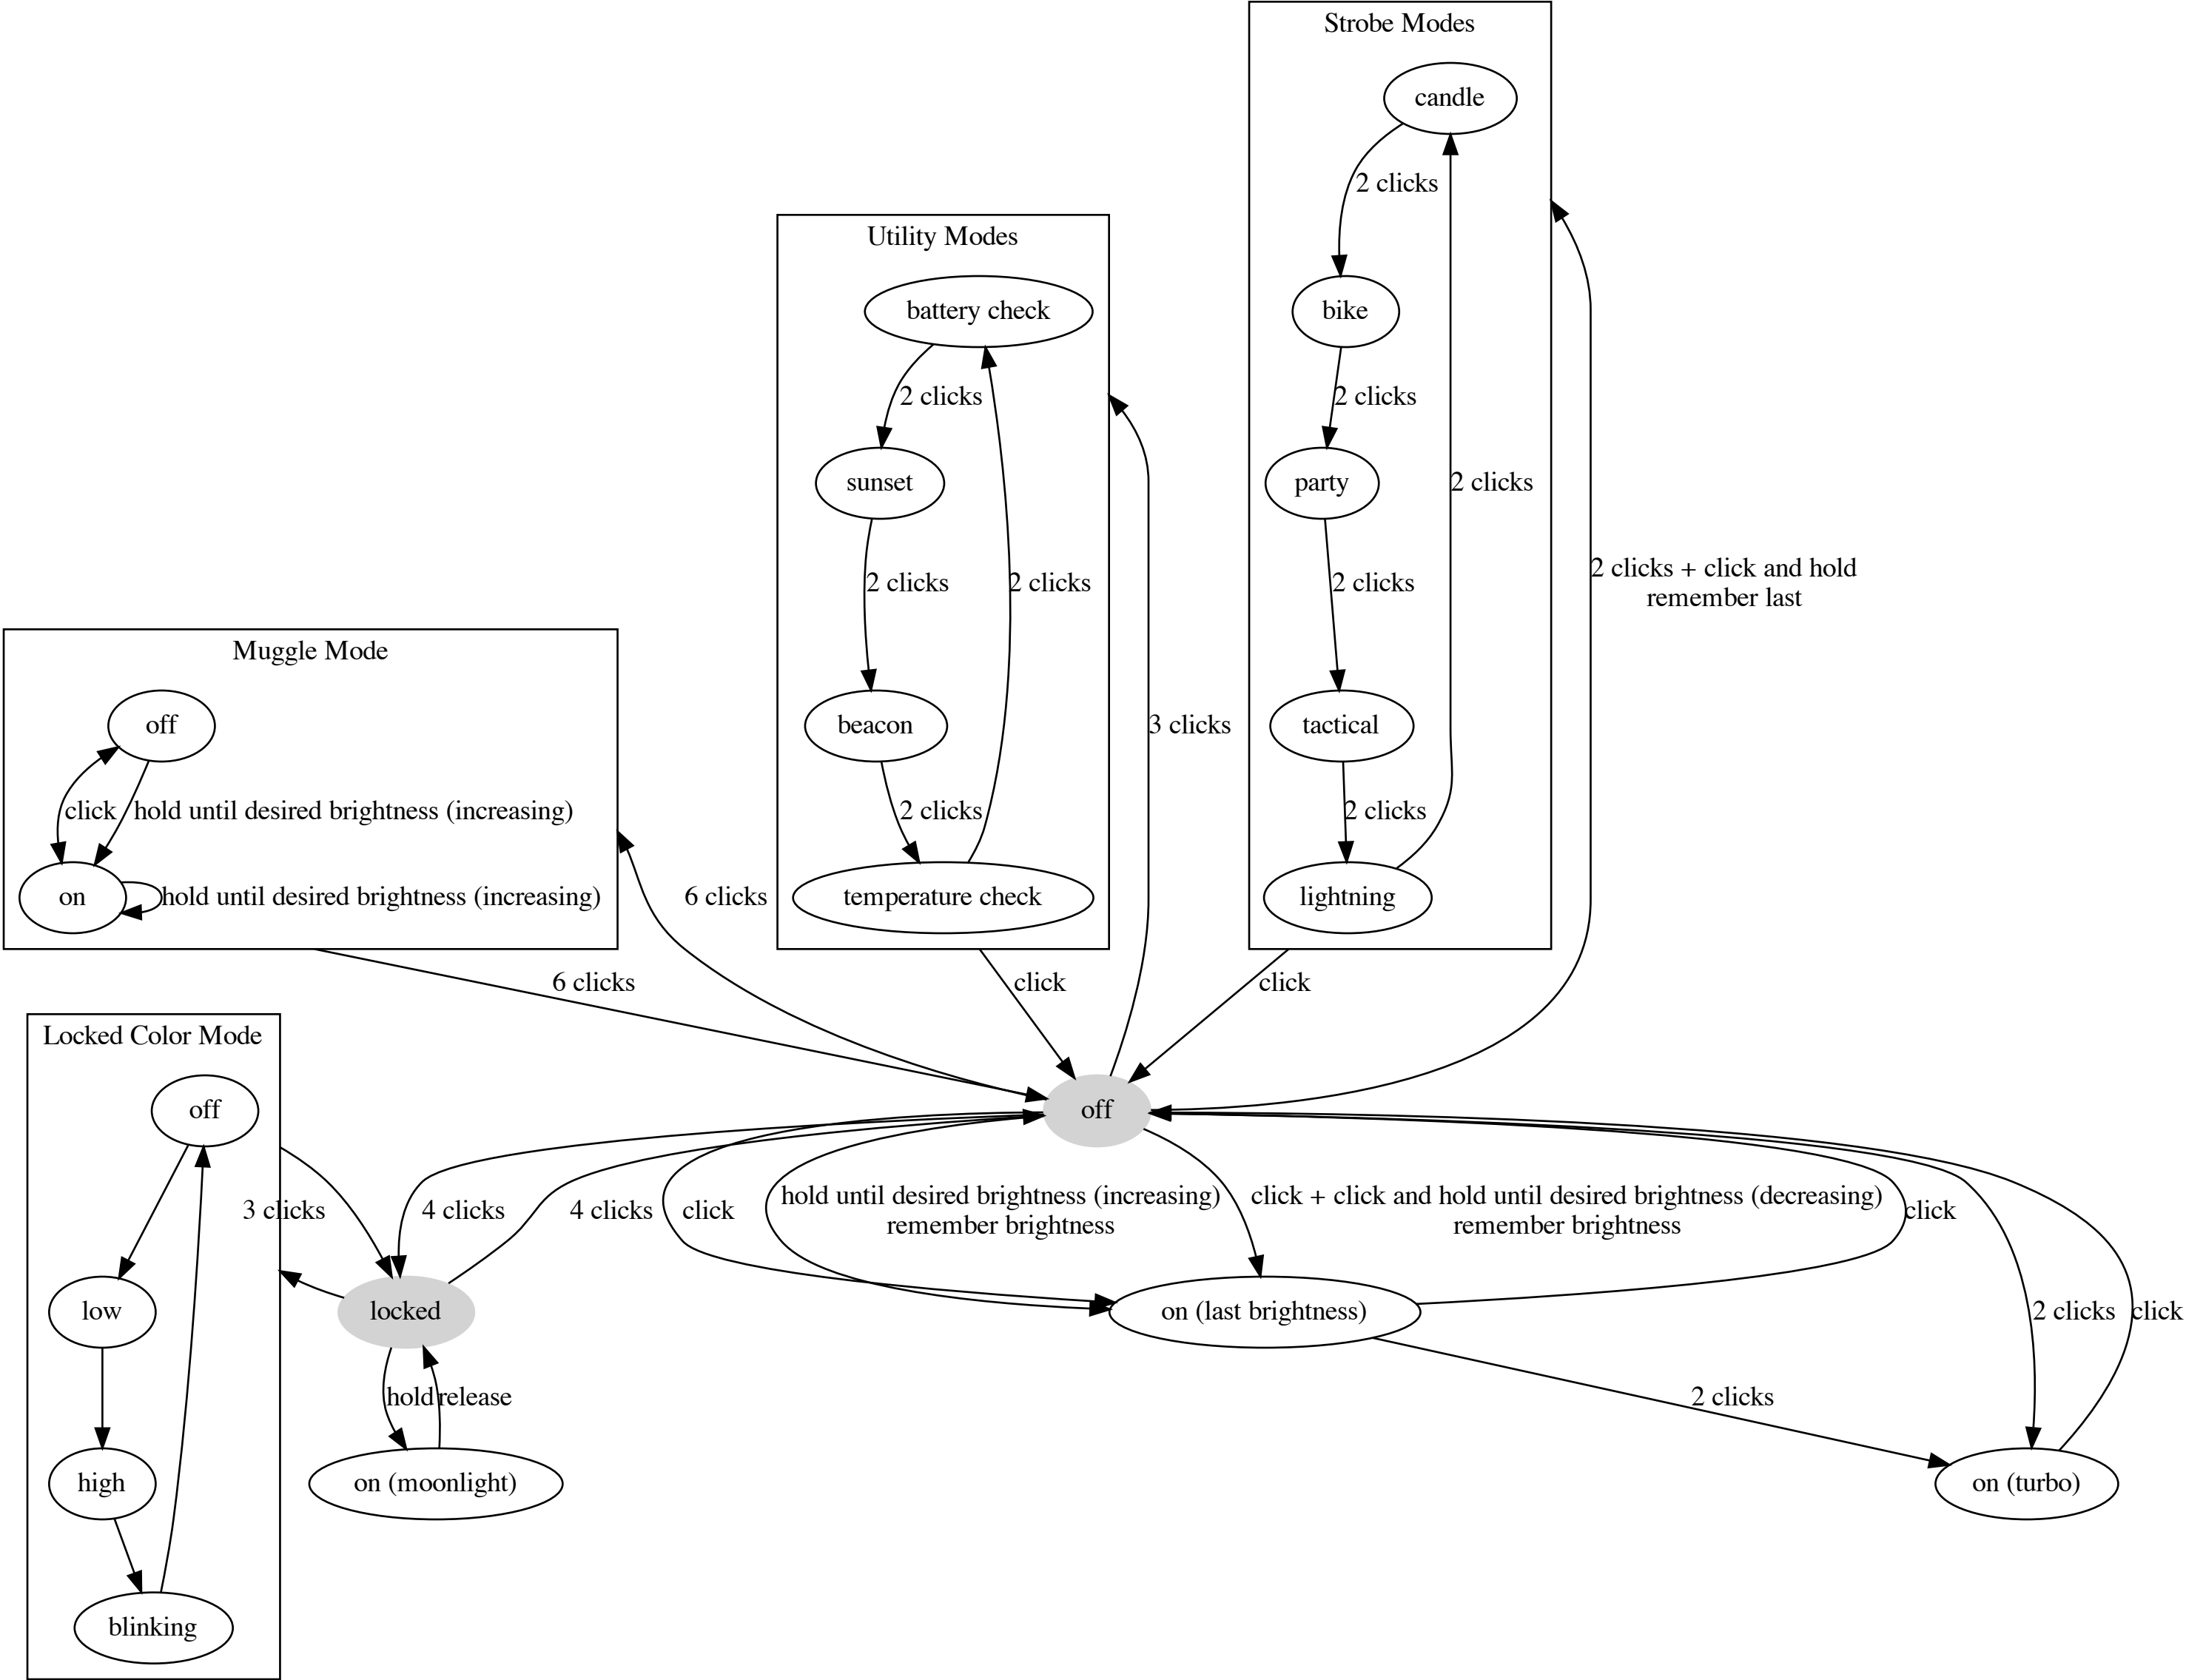 Strobe Modes
candle
2 clicks
Utility Modes
bike
battery check
2 clicks
2 clicks
sunset
party
2 clicks
2 clicks + click and hold
remember last
2 clicks
2 clicks
2 clicks
Muggle Mode
off
beacon
3 clicks
tactical
click
hold until desired brightness (increasing)
2 clicks
2 clicks
on
hold until desired brightness (increasing)
6 clicks
temperature check
lightning
6 clicks
click
click
Locked Color Mode
off
off
3 clicks
4 clicks
4 clicks
click
hold until desired brightness (increasing)
remember brightness
click + click and hold until desired brightness (decreasing)
remember brightness
click
low
locked
on (last brightness)
2 clicks
click
hold
release
2 clicks
high
on (moonlight)
on (turbo)
blinking